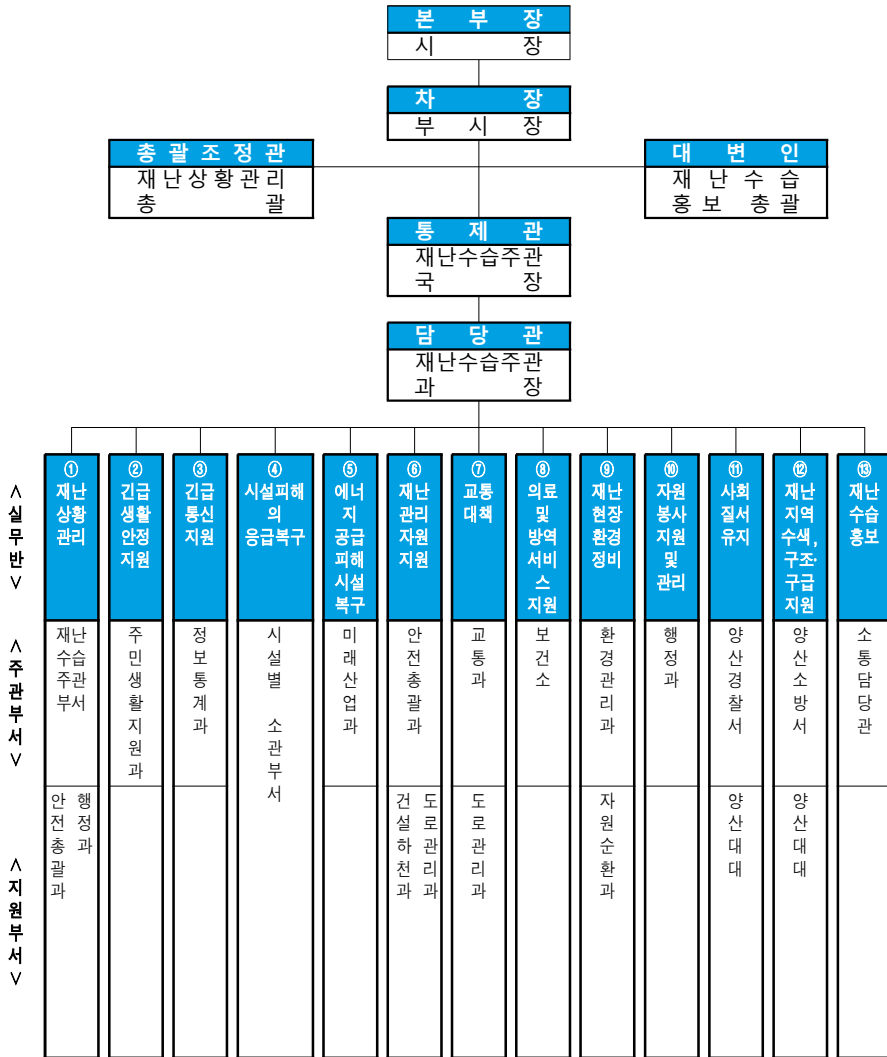 본 부 장
시 장
차 장
부 시 장
총 괄 조 정 관
재난상황관리
총 괄
대 변 인
재 난 수 습
홍 보 총 괄
통 제 관
재난수습주관
국 장
담 당 관
재난수습주관
과 장
<실무반>
①
재난
상황
관리
②
긴급
생활
안정
지원
③
긴급
통신
지원
④
시설피해
의
응급복구
⑤
에너
지
공급
피해
시설
복구
⑥
재난
관리
자원
지원
⑦
교통
대책
⑧
의료
및
방역
서비
스
지원
⑨
재난
현장
환경
정비
⑩
자원
봉사
지원
및
관리
⑪
사회
질서
유지
⑫
재난
지역
수색,
구조·
구급
지원
⑬
재난
수습
홍보
<주관부서>
재난
수습
주관
부서
주민생활지원과
정보통계과
시설별 소관부서
미래산업과
안전총괄과
교통과
보건소
환경관리과
행정과
양산경찰서
양산소방서
소통담당관
<지원부서>
안전총괄과
행정과
건설하천과
도로관리과
도로관리과
자원순환과
양산대대
양산대대